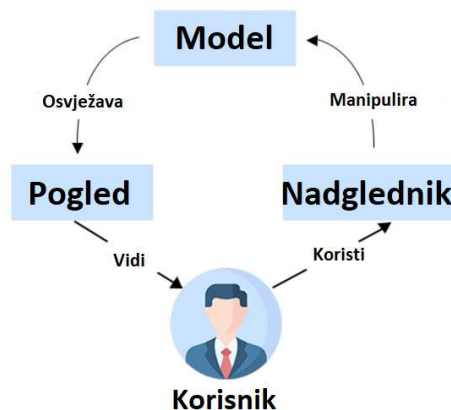 Model
Osvježava
Manipulira
Pogled
Nadglednik
Vidi
Koristi
Korisnik